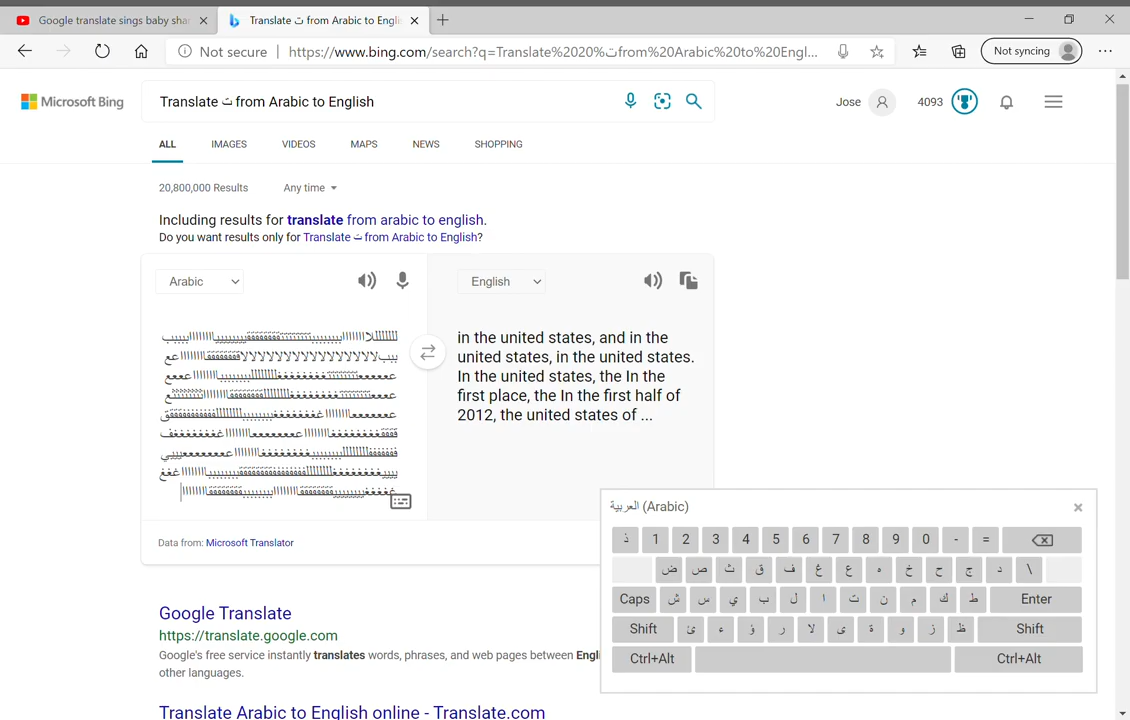 Google translate sings baby shar
Translate ت from Arabic to Engli
Not secure
https://www.bing.com/search?q=Translate%2020%تfrom%20Arabic%20to%20Engl...
Not syncing
Microsoft Bing
Translate ت from Arabic to English
Jose
4093
ALL IMAGES VIDEOS MAPS NEWS SHOPPING
20,800,000 Results Any time
Including results for translate from arabic to english.
Do you want results only for Translate ت from Arabic to English?
Arabic
English
in the united states, and in the
united states, in the united states.
In the united states, the In the
first place, the In the first half of
2012, the united states of ...
Data from: Microsoft Translator
العربية (Arabic)
ذ 1 2 3 4 5 6 7 8 9 0 - =
ض ص ث ق ف غ ع ه خ ح ج د \
Caps ش س ي ب ل ا ت ن م ك ط Enter
Shift ئ ء ؤ ر لا ى ة و ز ظ Shift
Ctrl+Alt Ctrl+Alt
Google Translate
https://translate.google.com
Google's free service instantly translates words, phrases, and web pages between Engli
other languages.
Translate Arabic to English online - Translate.com